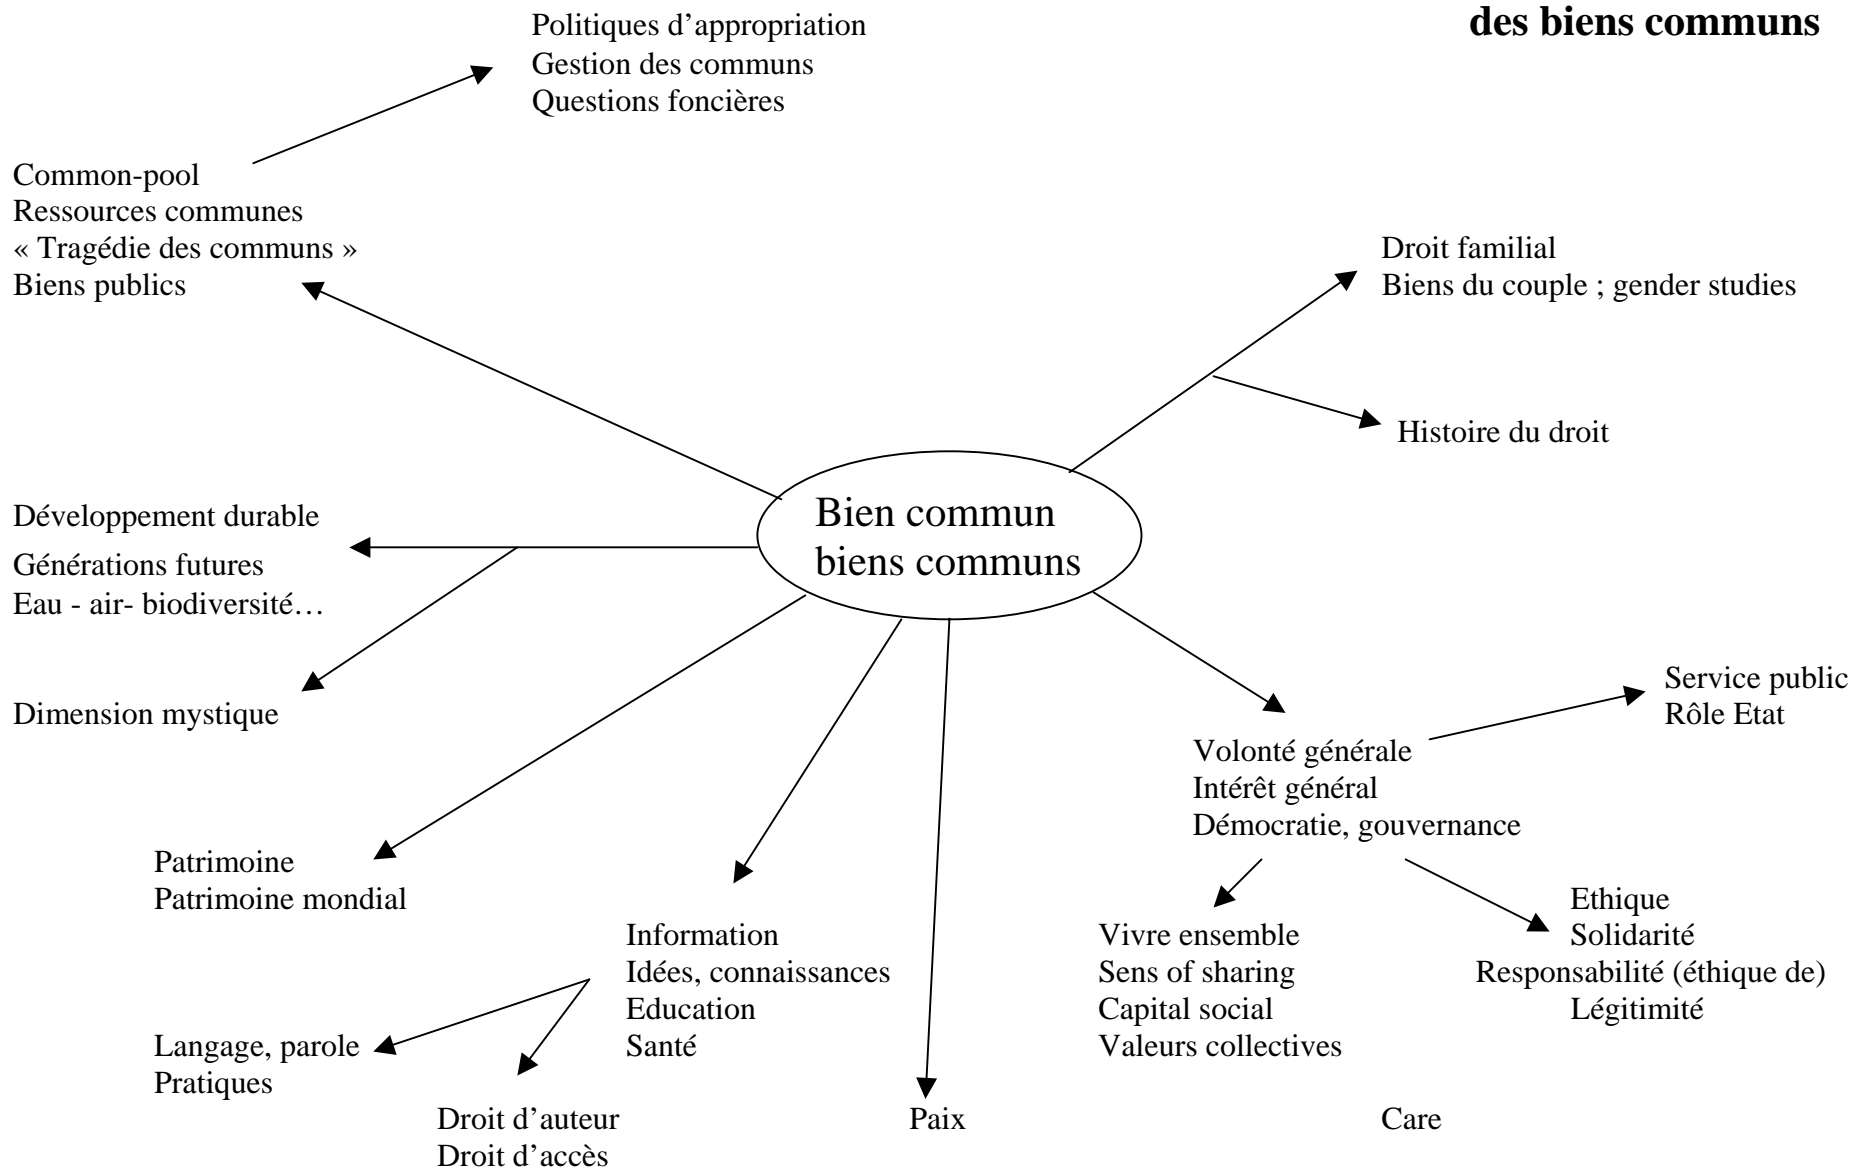 des biens communs
Politiques d’appropriation
Gestion des communs
Questions foncières
Common-pool
Ressources communes
« Tragédie des communs »
Biens publics
Droit familial
Biens du couple ; gender studies
Histoire du droit
Bien commun
biens communs
Développement durable
Générations futures
Eau - air- biodiversité…
Dimension mystique
Service public
Rôle Etat
Volonté générale
Intérêt général
Démocratie, gouvernance
Patrimoine
Patrimoine mondial
Information
Idées, connaissances
Education
Santé
Vivre ensemble
Sens of sharing
Capital social
Valeurs collectives
Ethique
Solidarité
Responsabilité (éthique de)
Légitimité
Langage, parole
Pratiques
Droit d’auteur
Droit d’accès
Paix
Care